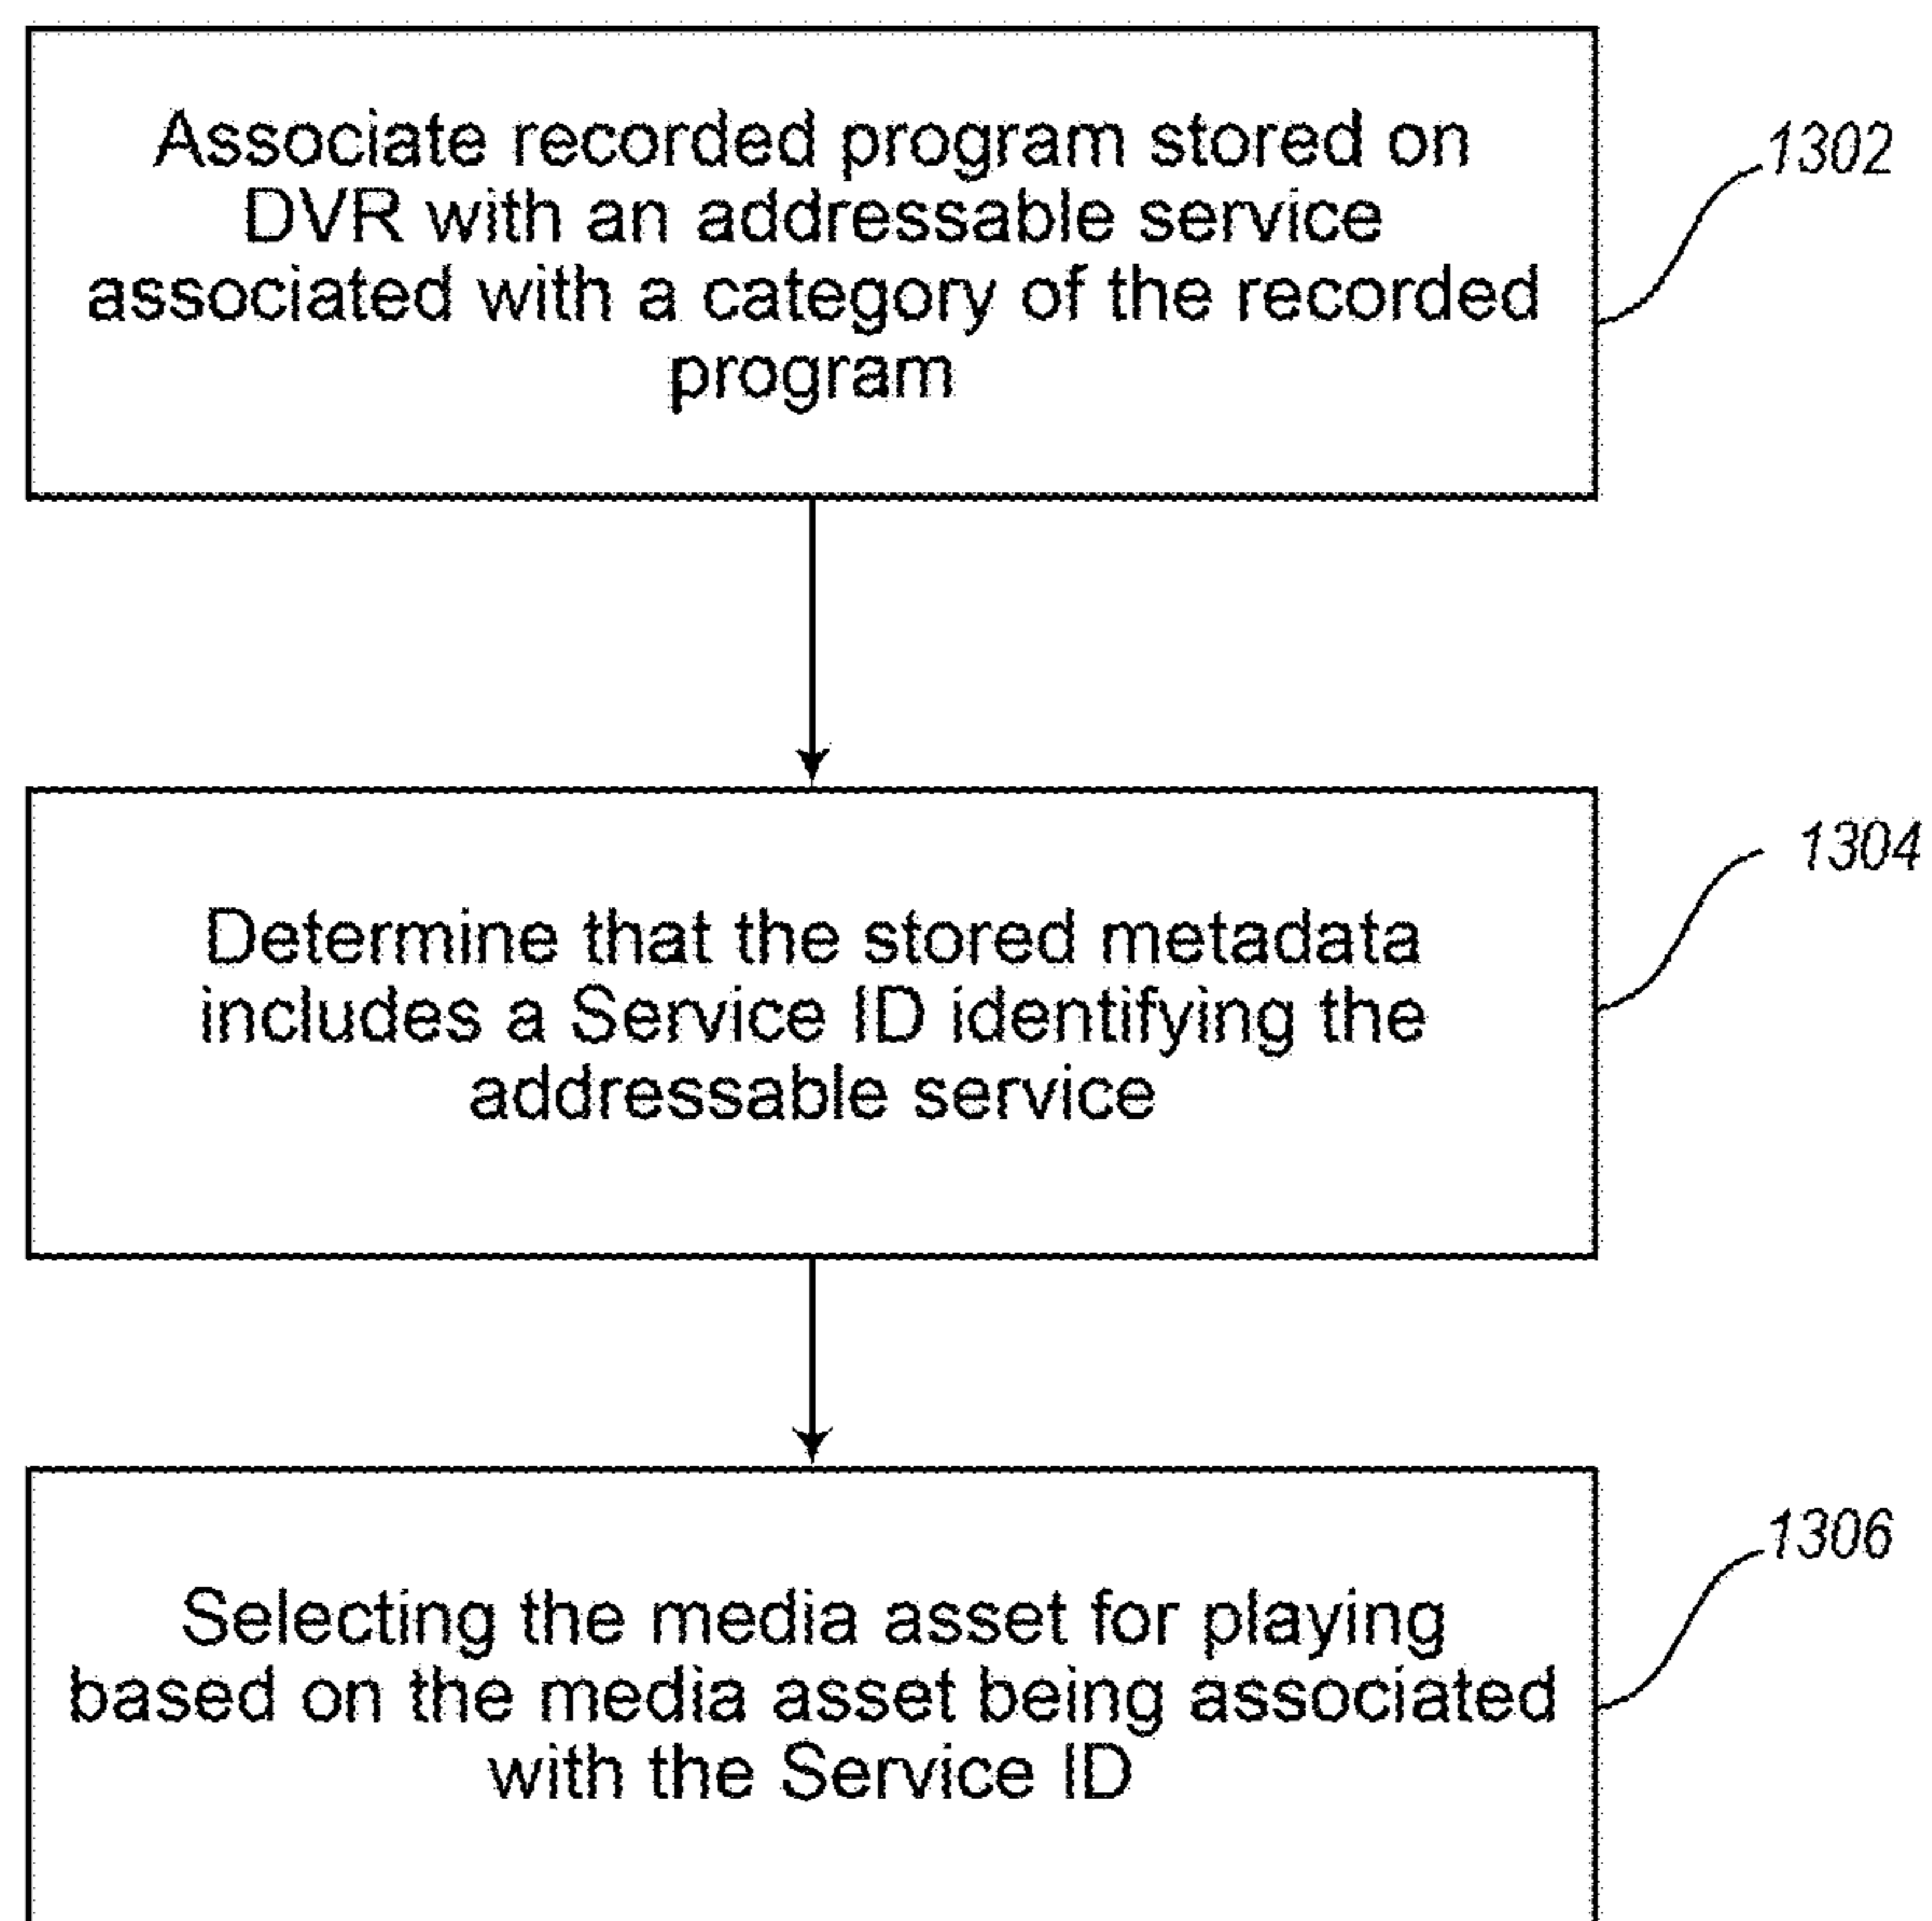 Associate recorded program stored on
DVR with an addressable service
associated with a category of the recorded
program
1302
Determine that the stored metadata
includes a Service ID identifying the
addressable service
1304
Selecting the media asset for playing
based on the media asset being associated
with the Service ID
1306